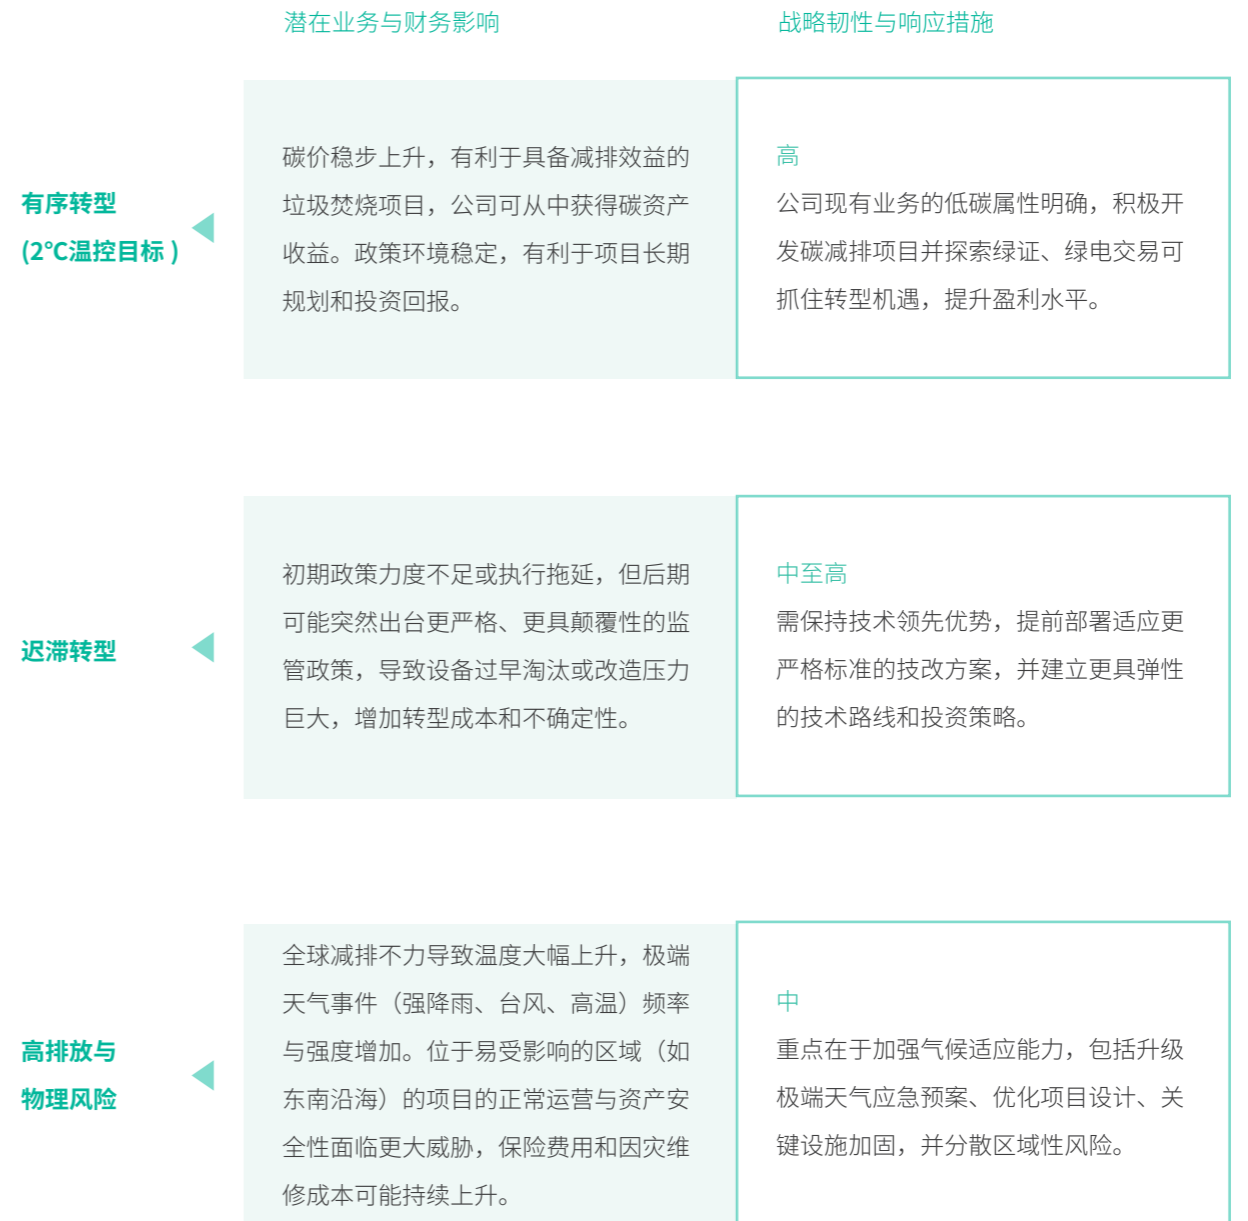 潜在业务与财务影响
战略韧性与响应措施
有序转型
(2℃温控目标 )
碳价稳步上升，有利于具备减排效益的
垃圾焚烧项目，公司可从中获得碳资产
收益。政策环境稳定，有利于项目长期
规划和投资回报。
高
公司现有业务的低碳属性明确，积极开
发碳减排项目并探索绿证、绿电交易可
抓住转型机遇，提升盈利水平。
迟滞转型
初期政策力度不足或执行拖延，但后期
可能突然出台更严格、更具颠覆性的监
管政策，导致设备过早淘汰或改造压力
巨大，增加转型成本和不确定性。
中至高
需保持技术领先优势，提前部署适应更
严格标准的技改方案，并建立更具弹性
的技术路线和投资策略。
高排放与
物理风险
全球减排不力导致温度大幅上升，极端
天气事件（强降雨、台风、高温）频率
与强度增加。位于易受影响的区域（如
东南沿海）的项目的正常运营与资产安
全性面临更大威胁，保险费用和因灾维
修成本可能持续上升。
中
重点在于加强气候适应能力，包括升级
极端天气应急预案、优化项目设计、关
键设施加固，并分散区域性风险。